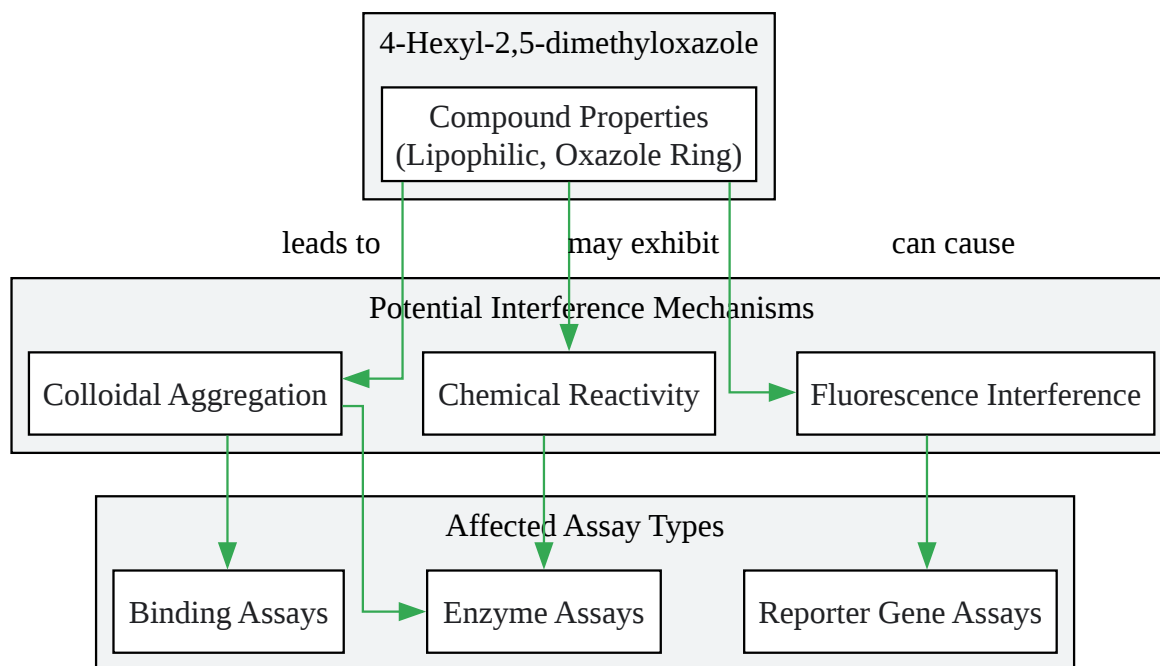 4-Hexyl-2,5-dimethyloxazole
Compound Properties
(Lipophilic, Oxazole Ring)
leads to
may exhibit
can cause
Potential Interference Mechanisms
Colloidal Aggregation
Chemical Reactivity
Fluorescence Interference
Affected Assay Types
Binding Assays
Enzyme Assays
Reporter Gene Assays